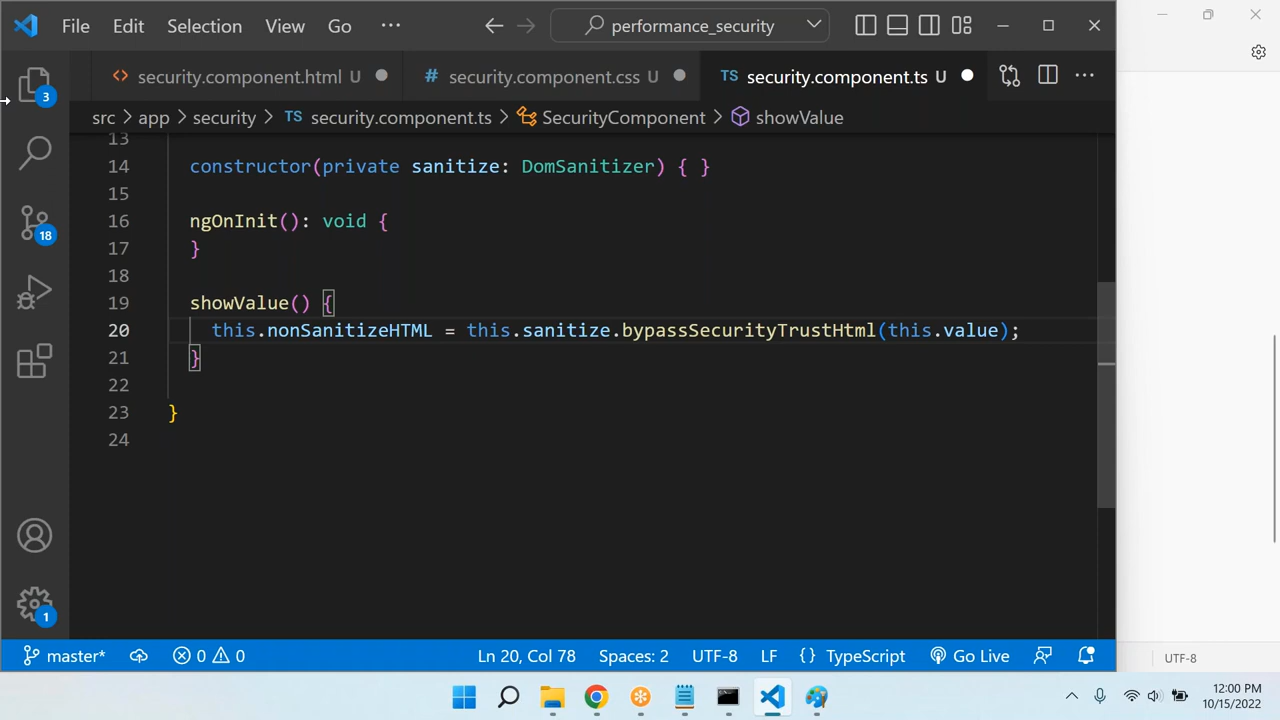 File Edit Selection View Go ··· performance_security
security.component.html U security.component.css U TS security.component.ts U ···
src > app > security > TS security.component.ts > SecurityComponent > showValue
13
14 constructor(private sanitize: DomSanitizer) { }
15
16 ngOnInit(): void {
17 }
18
19 showValue() {
20 this.nonSanitizeHTML = this.sanitize.bypassSecurityTrustHtml(this.value);
21 }
22
23 }
24
3
18
1
master* 0 0 Ln 20, Col 78 Spaces: 2 UTF-8 LF {} TypeScript Go Live UTF-8
12:00 PM
10/15/2022